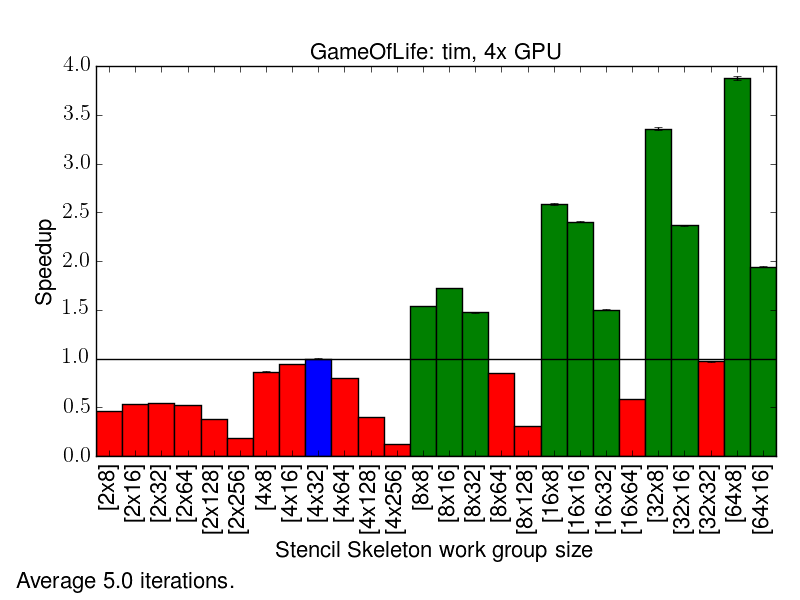 GameOfLife: tim, 4x GPU
4.0
3.5
3.0
2.5
2.0
1.5
1.0
0.5
0.0
Speedup
[2x8]
[2x16]
[2x32]
[2x64]
[2x128]
[2x256]
[4x8]
[4x16]
[4x32]
[4x64]
[4x128]
[4x256]
[8x8]
[8x16]
[8x32]
[8x64]
[8x128]
[16x8]
[16x16]
[16x32]
[16x64]
[32x8]
[32x16]
[32x32]
[64x8]
[64x16]
Stencil Skeleton work group size
Average 5.0 iterations.